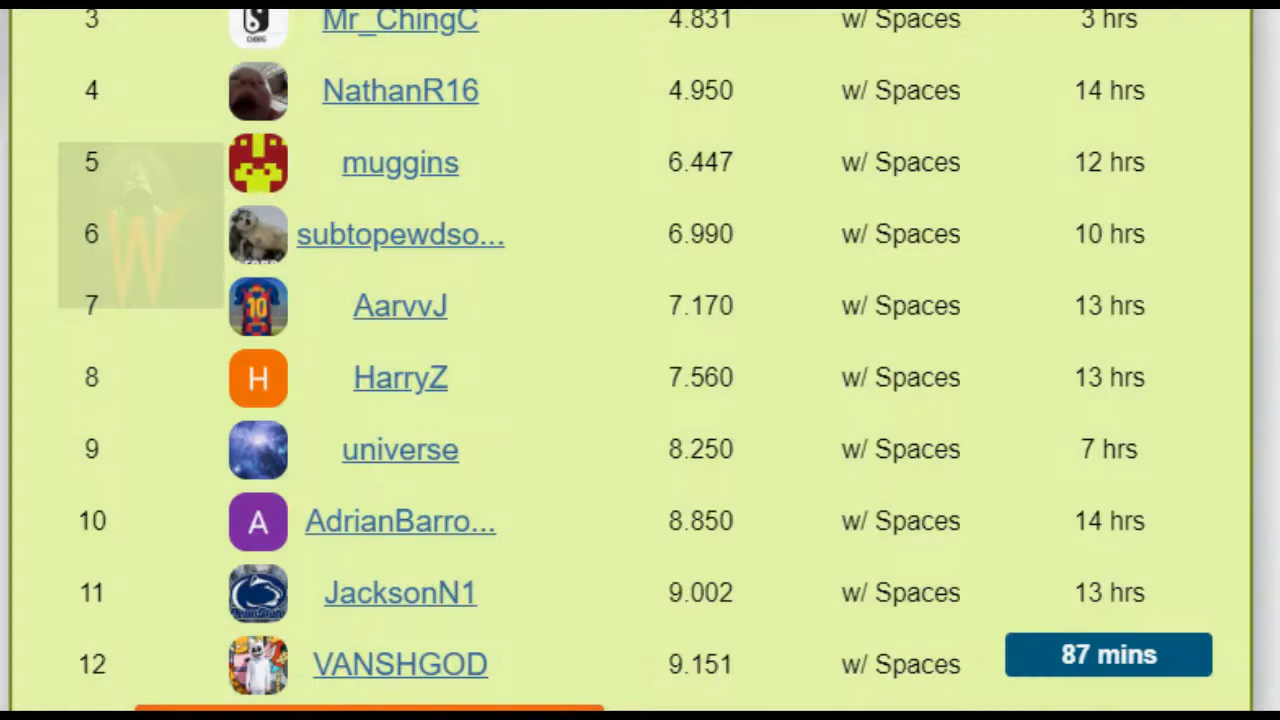 3 Mr_ChingC 4.831 w/ Spaces 3 hrs
4 NathanR16 4.950 w/ Spaces 14 hrs
5 muggins 6.447 w/ Spaces 12 hrs
6 subtopewdso... 6.990 w/ Spaces 10 hrs
W
7 10 AarvvJ 7.170 w/ Spaces 13 hrs
8 H HarryZ 7.560 w/ Spaces 13 hrs
9 universe 8.250 w/ Spaces 7 hrs
10 A AdrianBarro... 8.850 w/ Spaces 14 hrs
11 JacksonN1 9.002 w/ Spaces 13 hrs
12 VANSHGOD 9.151 w/ Spaces 87 mins